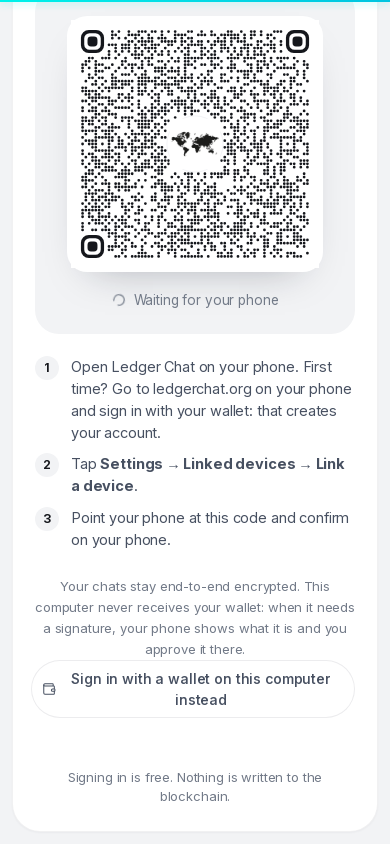 Waiting for your phone
1 Open Ledger Chat on your phone. First
time? Go to ledgerchat.org on your phone
and sign in with your wallet: that creates
your account.
2 Tap Settings → Linked devices → Link
a device.
3 Point your phone at this code and confirm
on your phone.
Your chats stay end-to-end encrypted. This
computer never receives your wallet: when it needs
a signature, your phone shows what it is and you
approve it there.
Sign in with a wallet on this computer
instead
Signing in is free. Nothing is written to the
blockchain.